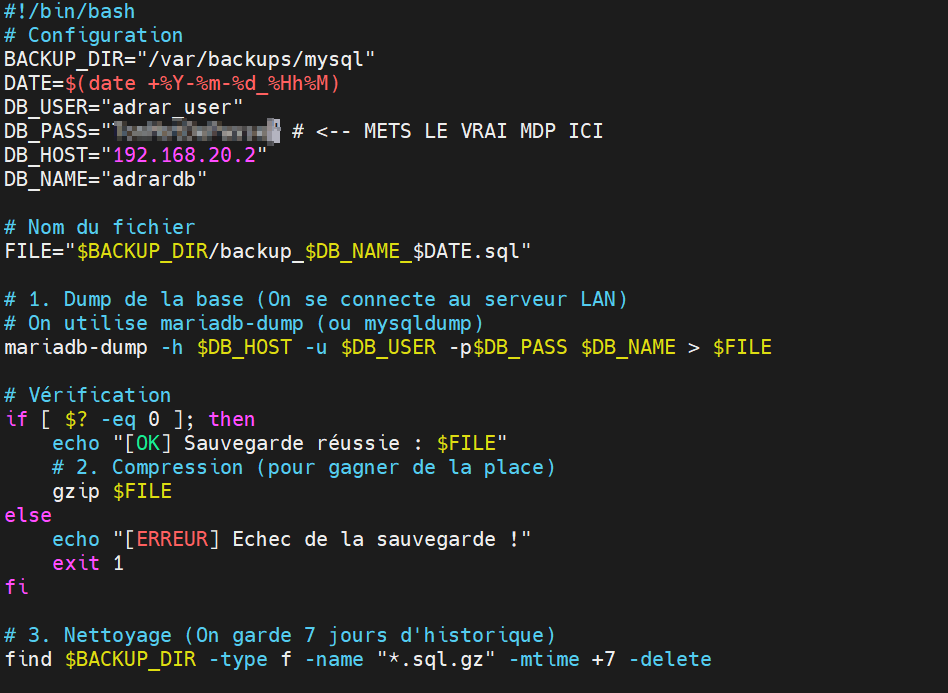 #!/bin/bash
# Configuration
BACKUP_DIR="/var/backups/mysql"
DATE=$(date +%Y-%m-%d_%Hh%M)
DB_USER="adrar_user"
DB_PASS=" # <-- METS LE VRAI MDP ICI
DB_HOST="192.168.20.2"
DB_NAME="adrardb"

# Nom du fichier
FILE="$BACKUP_DIR/backup_$DB_NAME_$DATE.sql"

# 1. Dump de la base (On se connecte au serveur LAN)
# On utilise mariadb-dump (ou mysqldump)
mariadb-dump -h $DB_HOST -u $DB_USER -p$DB_PASS $DB_NAME > $FILE

# Vérification
if [ $? -eq 0 ]; then
    echo "[OK] Sauvegarde réussie : $FILE"
    # 2. Compression (pour gagner de la place)
    gzip $FILE
else
    echo "[ERREUR] Echec de la sauvegarde !"
    exit 1
fi

# 3. Nettoyage (On garde 7 jours d'historique)
find $BACKUP_DIR -type f -name "*.sql.gz" -mtime +7 -delete